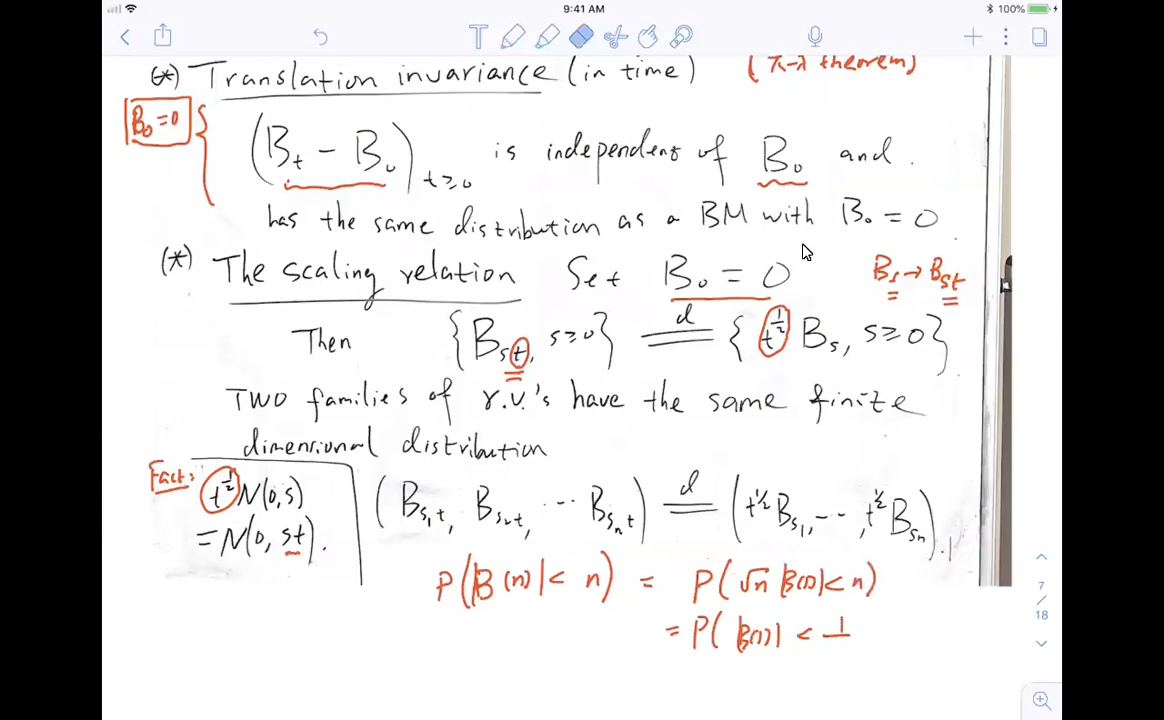 9:41 AM
100%
(*) Translation invariance (in time) (π-λ theorem)
B₀ = 0
(B_t − B₀)_{t≥0} is independent of B₀ and
has the same distribution as a BM with B₀ = 0
(*) The scaling relation Set B₀ = 0
B_s → B_{st}
Then {B_{st}, s≥0} =^d {t^{1/2} B_s, s≥0}
TWO families of r.v.'s have the same finite
dimensional distribution
Fact:
t^{1/2} N(0,s)
= N(0, st).
(B_{s₁t}, B_{s₂t}, ... B_{s_n t}) =^d (t^{1/2} B_{s₁}, ..., t^{1/2} B_{s_n})
P(|B(n)| < n) = P(√n |B(1)| < n)
= P(|B(1)| < 1
7
/
18